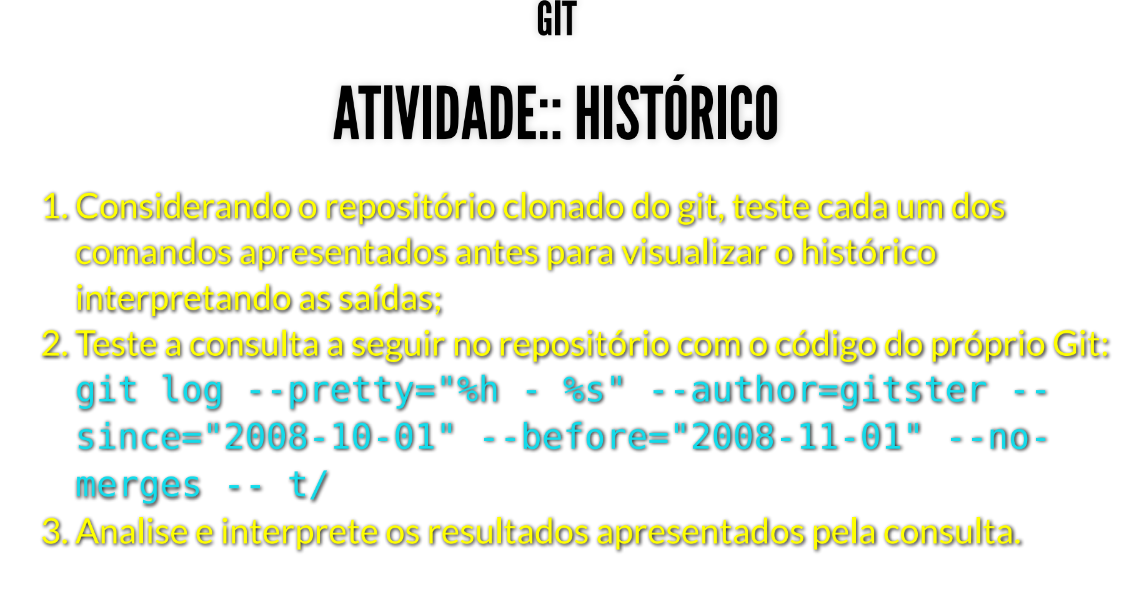 GIT
ATIVIDADE:: HISTÓRICO
1. Considerando o repositório clonado do git, teste cada um dos
comandos apresentados antes para visualizar o histórico
interpretando as saídas;
2. Teste a consulta a seguir no repositório com o código do próprio Git:
git log --pretty="%h - %s" --author=gitster --
since="2008-10-01" --before="2008-11-01" --no-
merges -- t/
3. Analise e interprete os resultados apresentados pela consulta.